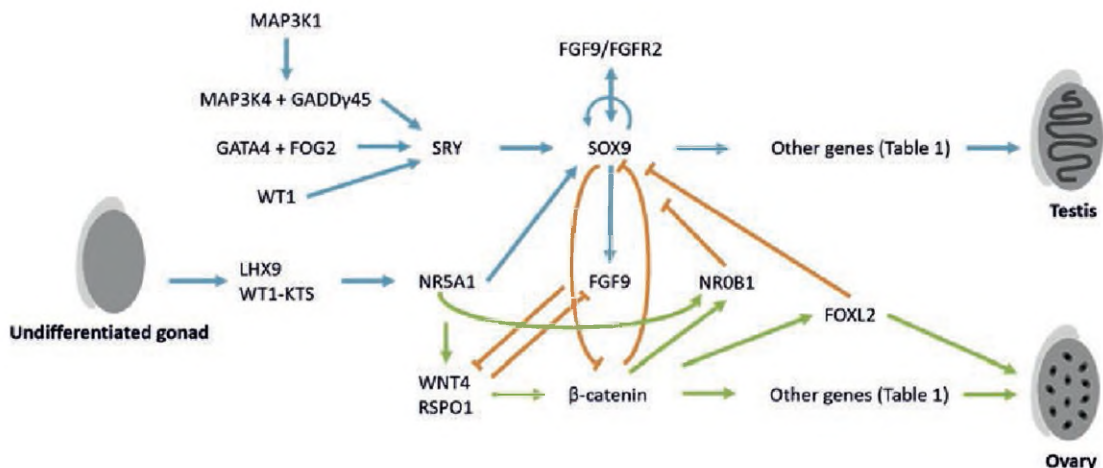 MAP3K1
FGF9/FGFR2
MAP3K4 + GADDγ45
GATA4 + FOG2
SRY
SOX9
Other genes (Table 1)
WT1
Testis
LHX9
WT1-KTS
NR5A1
FGF9
NR0B1
FOXL2
Undifferentiated gonad
WNT4
RSPO1
β-catenin
Other genes (Table 1)
Ovary